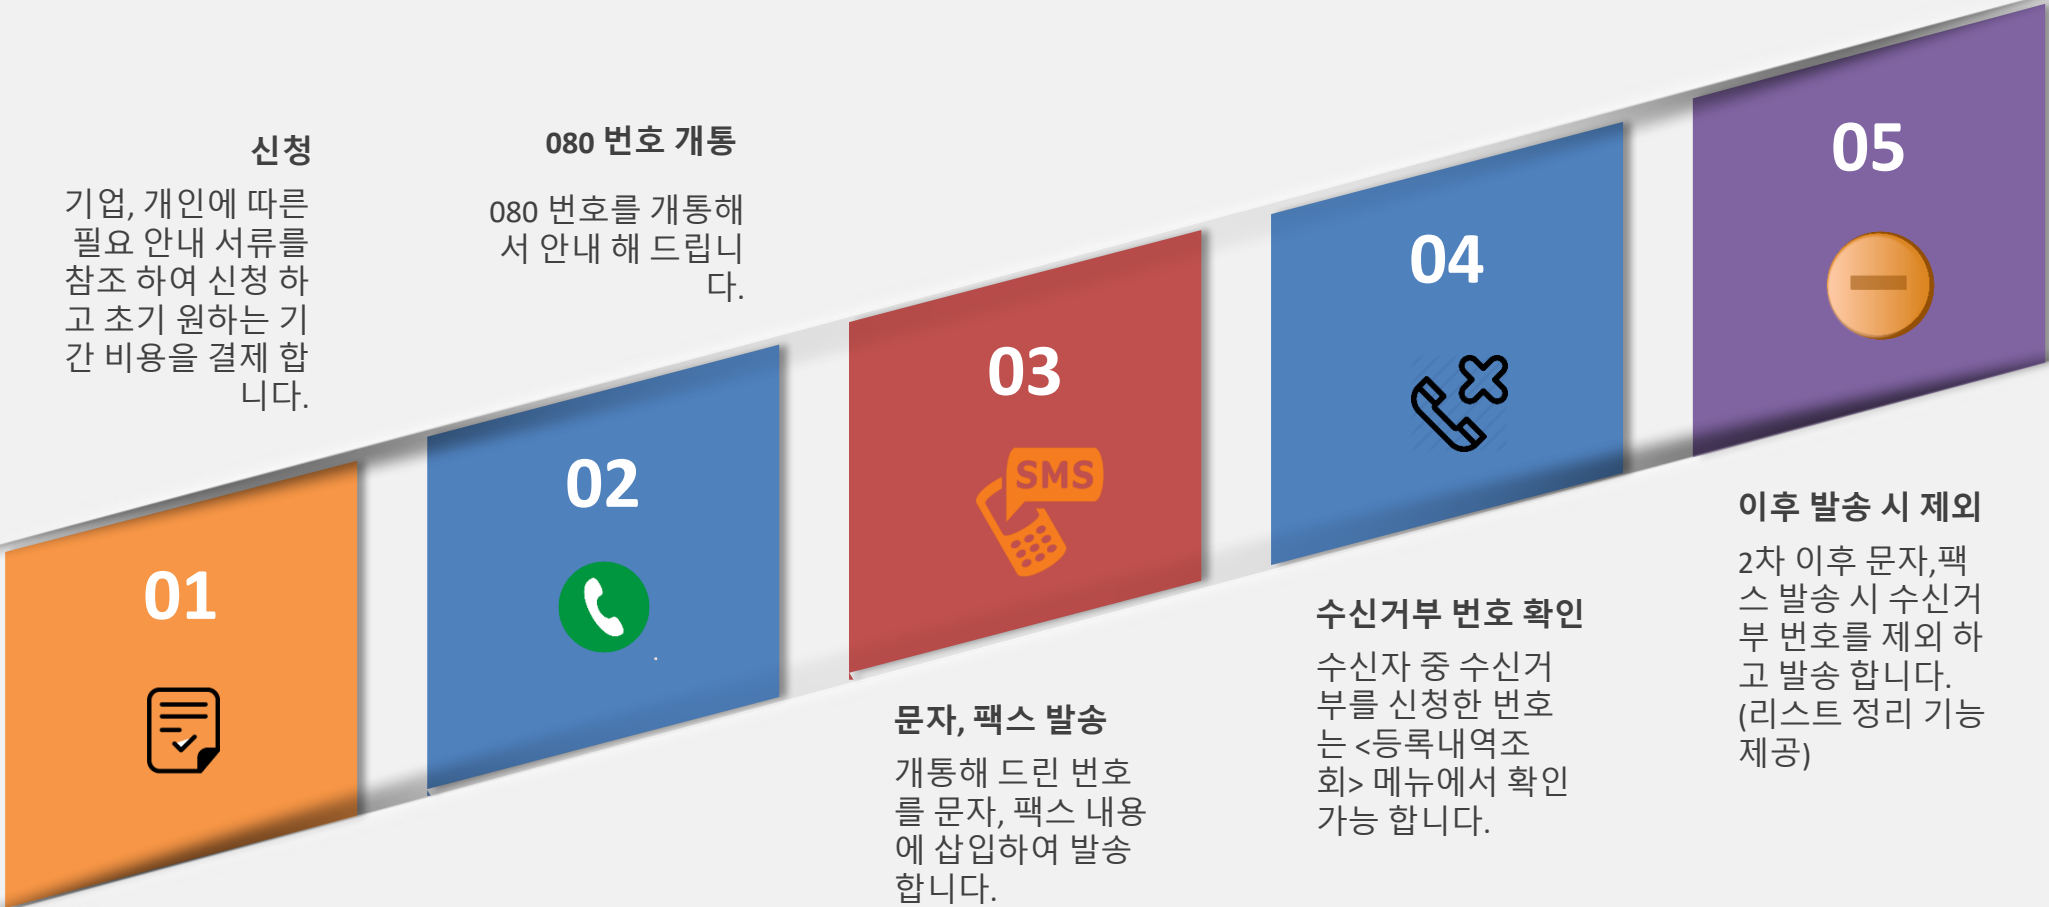 01
신청
기업, 개인에 따른
필요 안내 서류를
참조 하여 신청 하
고 초기 원하는 기
간 비용을 결제 합
니다.
02
080 번호 개통
080 번호를 개통해
서 안내 해 드립니
다.
03
SMS
문자, 팩스 발송
개통해 드린 번호
를 문자, 팩스 내용
에 삽입하여 발송
합니다.
04
수신거부 번호 확인
수신자 중 수신거
부를 신청한 번호
는 <등록내역조
회> 메뉴에서 확인
가능 합니다.
05
이후 발송 시 제외
2차 이후 문자,팩
스 발송 시 수신거
부 번호를 제외 하
고 발송 합니다.
(리스트 정리 기능
제공)